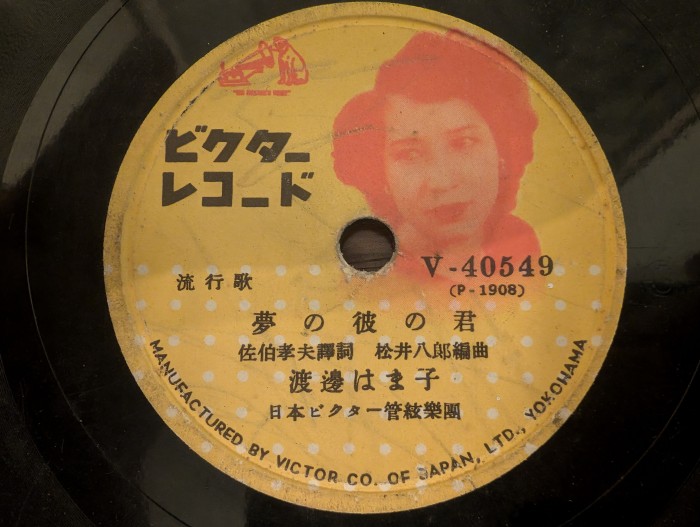 ビクター
レコード
V-40549
(P-1908)
流行歌
夢の彼の君
佐伯孝夫譯詞 松井八郎編曲
渡邊はま子
日本ビクター管絃樂團
MANUFACTURED BY VICTOR CO. OF JAPAN, LTD., YOKOHAMA